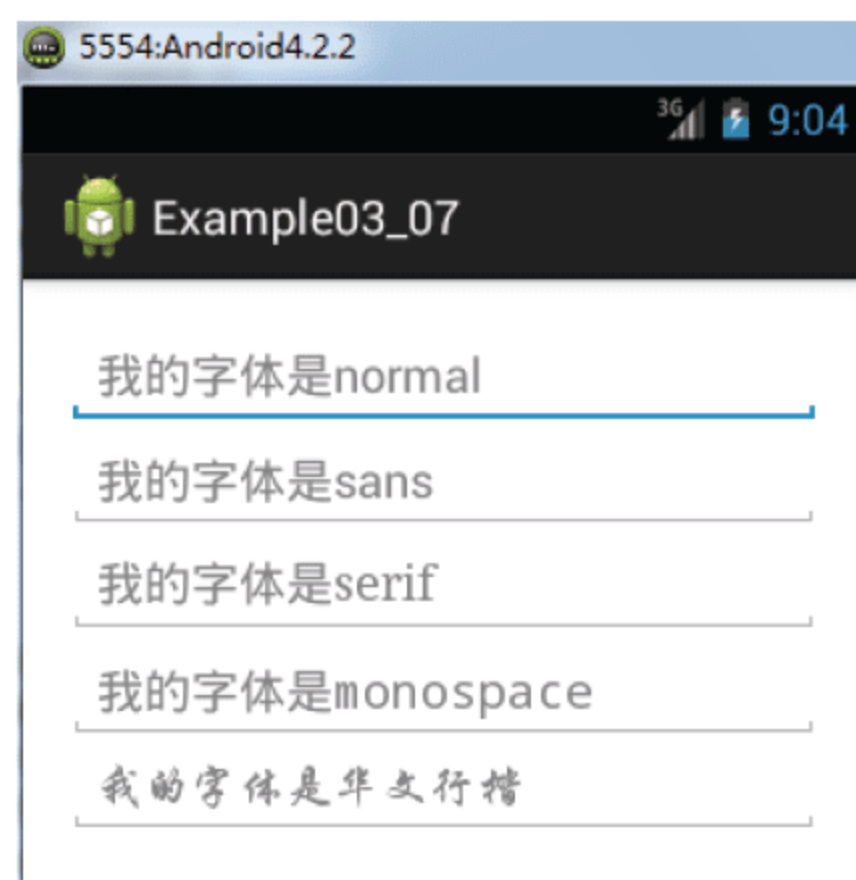 5554:Android4.2.2
3G 9:04
Example03_07
我的字体是normal
我的字体是sans
我的字体是serif
我的字体是monospace
我的字体是华文行楷